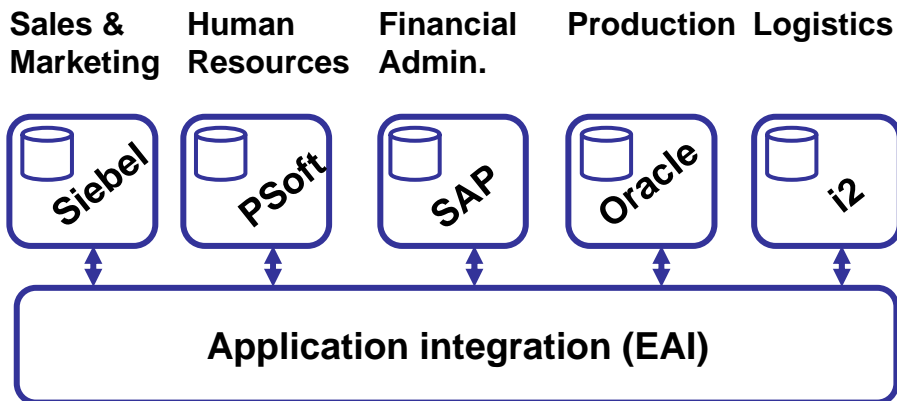 Sales & Marketing
Human Resources
Financial Admin.
Production
Logistics
Siebel
PSoft
SAP
Oracle
i2
Application integration (EAI)